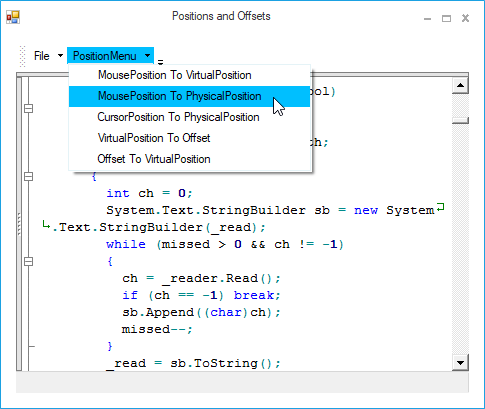 Positions and Offsets
File PositionMenu
MousePosition To VirtualPosition
MousePosition To PhysicalPosition
CursorPosition To PhysicalPosition
VirtualPosition To Offset
Offset To VirtualPosition
ool)
h;
{
int ch = 0;
System.Text.StringBuilder sb = new System
.Text.StringBuilder(_read);
while (missed > 0 && ch != -1)
{
ch = _reader.Read();
if (ch == -1) break;
sb.Append((char)ch);
missed--;
}
_read = sb.ToString();